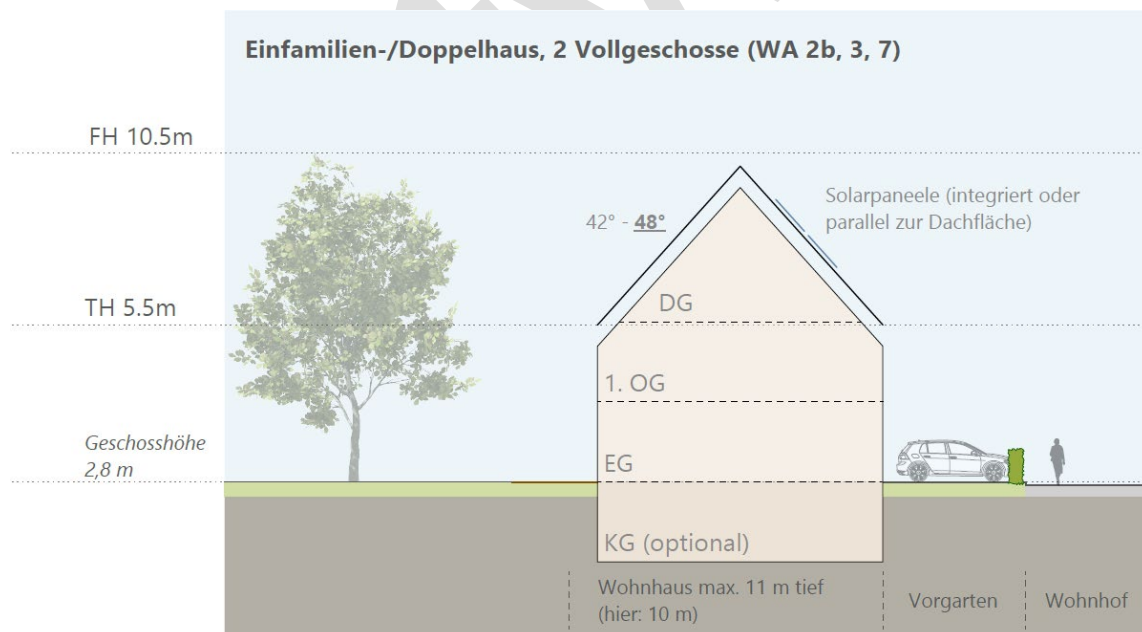 Einfamilien-/Doppelhaus, 2 Vollgeschosse (WA 2b, 3, 7)
FH 10.5m
Solarpaneele (integriert oder
parallel zur Dachfläche)
42° - 48°
TH 5.5m
DG
1. OG
Geschosshöhe
2,8 m
EG
KG (optional)
Wohnhaus max. 11 m tief
(hier: 10 m)
Vorgarten
Wohnhof